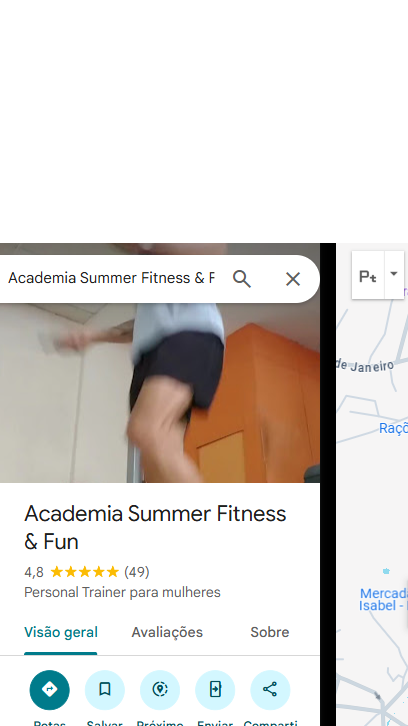 Academia Summer Fitness & F
de Janeiro
Raçõ
Academia Summer Fitness
& Fun
4,8 (49)
Personal Trainer para mulheres
Mercad
Isabel -
Visão geral Avaliações Sobre
Rotas Salvar Próximo Enviar Comparti